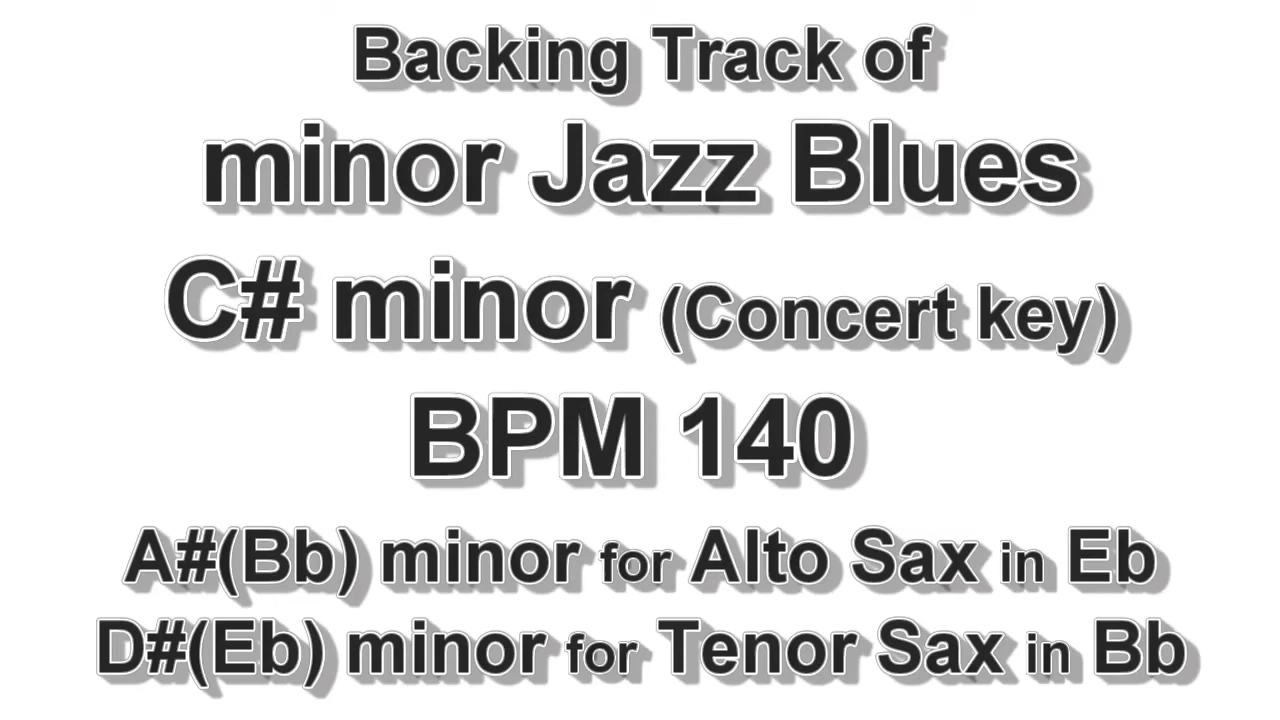 Backing Track of
minor Jazz Blues
C# minor (Concert key)
BPM 140
A#(Bb) minor for Alto Sax in Eb
D#(Eb) minor for Tenor Sax in Bb